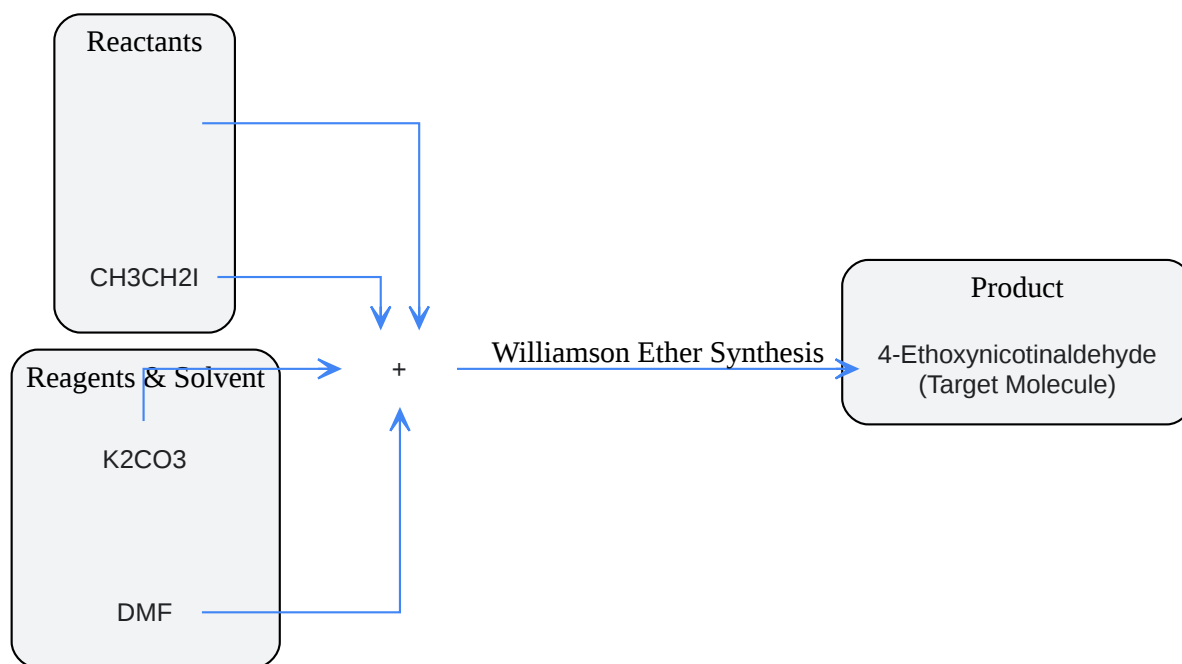 Reactants
CH3CH2I
Reagents & Solvent
K2CO3
DMF
+
Williamson Ether Synthesis
Product
4-Ethoxynicotinaldehyde
(Target Molecule)